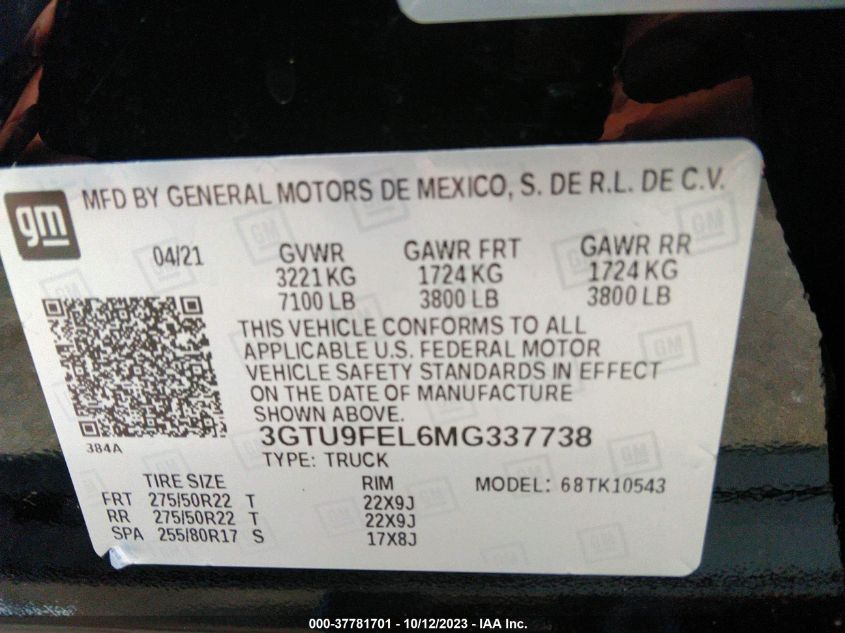 MFD BY GENERAL MOTORS DE MEXICO, S. DE R.L. DE C.V.
gm
04/21 GVWR GAWR FRT GAWR RR
3221 KG 1724 KG 1724 KG
7100 LB 3800 LB 3800 LB
THIS VEHICLE CONFORMS TO ALL
APPLICABLE U.S. FEDERAL MOTOR
VEHICLE SAFETY STANDARDS IN EFFECT
ON THE DATE OF MANUFACTURE
SHOWN ABOVE.
384A
3GTU9FEL6MG337738
TYPE: TRUCK
TIRE SIZE RIM MODEL: 68TK10543
FRT 275/50R22 T 22X9J
RR 275/50R22 T 22X9J
SPA 255/80R17 S 17X8J
000-37781701 - 10/12/2023 - IAA Inc.